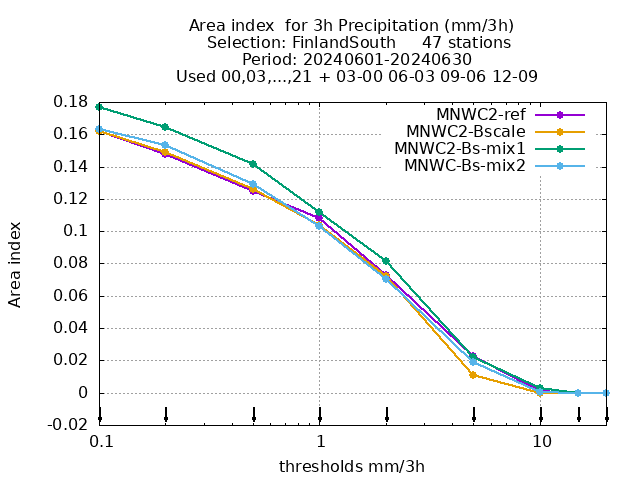 Area index  for 3h Precipitation (mm/3h)
Selection: FinlandSouth     47 stations
Period: 20240601-20240630
Used 00,03,...,21 + 03-00 06-03 09-06 12-09
MNWC2-ref
MNWC2-Bscale
MNWC2-Bs-mix1
MNWC-Bs-mix2
Area index
0.18
0.16
0.14
0.12
0.1
0.08
0.06
0.04
0.02
0
-0.02
0.1 1 10
thresholds mm/3h